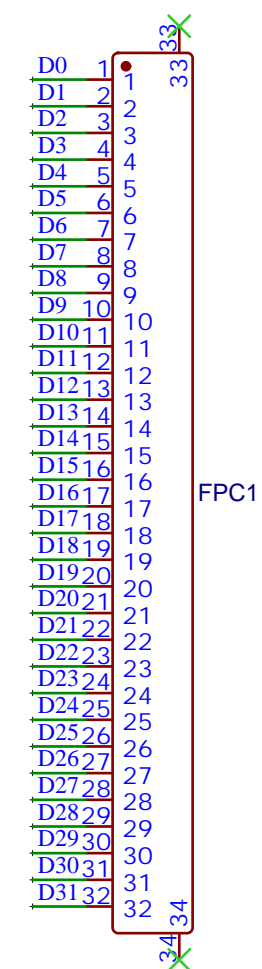 33
33
D0 1 1
D1 2 2
D2 3 3
D3 4 4
D4 5 5
D5 6 6
D6 7 7
D7 8 8
D8 9 9
D9 10 10
D10 11 11
D11 12 12
D12 13 13
D13 14 14
D14 15 15
D15 16 16
D16 17 17
FPC1
D17 18 18
D18 19 19
D19 20 20
D20 21 21
D21 22 22
D22 23 23
D23 24 24
D24 25 25
D25 26 26
D26 27 27
D27 28 28
D28 29 29
D29 30 30
D30 31 31
D31 32 32
34
34